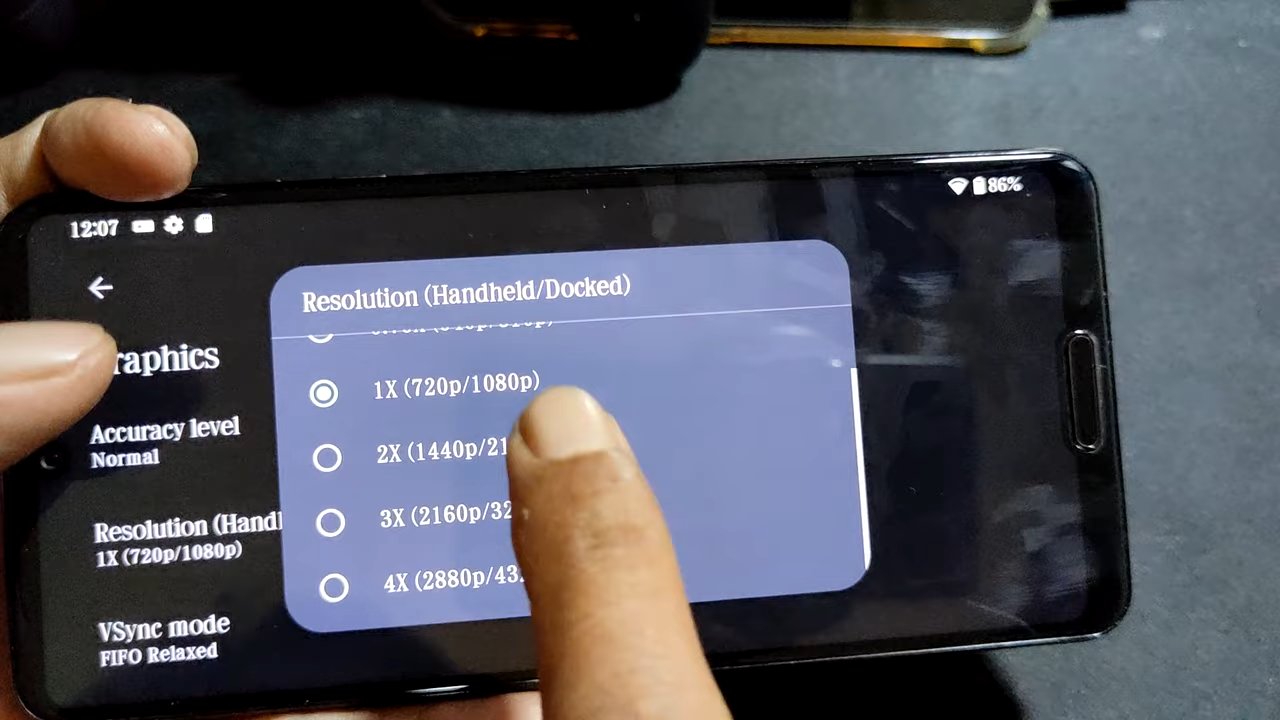 12:07
86%
Resolution (Handheld/Docked)
raphics
1X (720p/1080p)
Accuracy level
Normal
2X (1440p/21
3X (2160p/32
Resolution (Handl
1X (720p/1080p)
4X (2880p/43
VSync mode
FIFO Relaxed